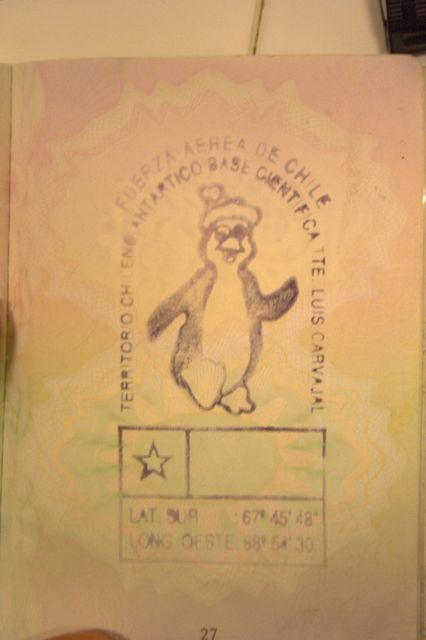 FUERZA AEREA DE CHILE
TERRITORIO CHILENO ANTARTICO BASE CIENTIFICA TTE. LUIS CARVAJAL
LAT. SUR : 67° 45' 48"
LONG OESTE: 68° 54' 30"
27